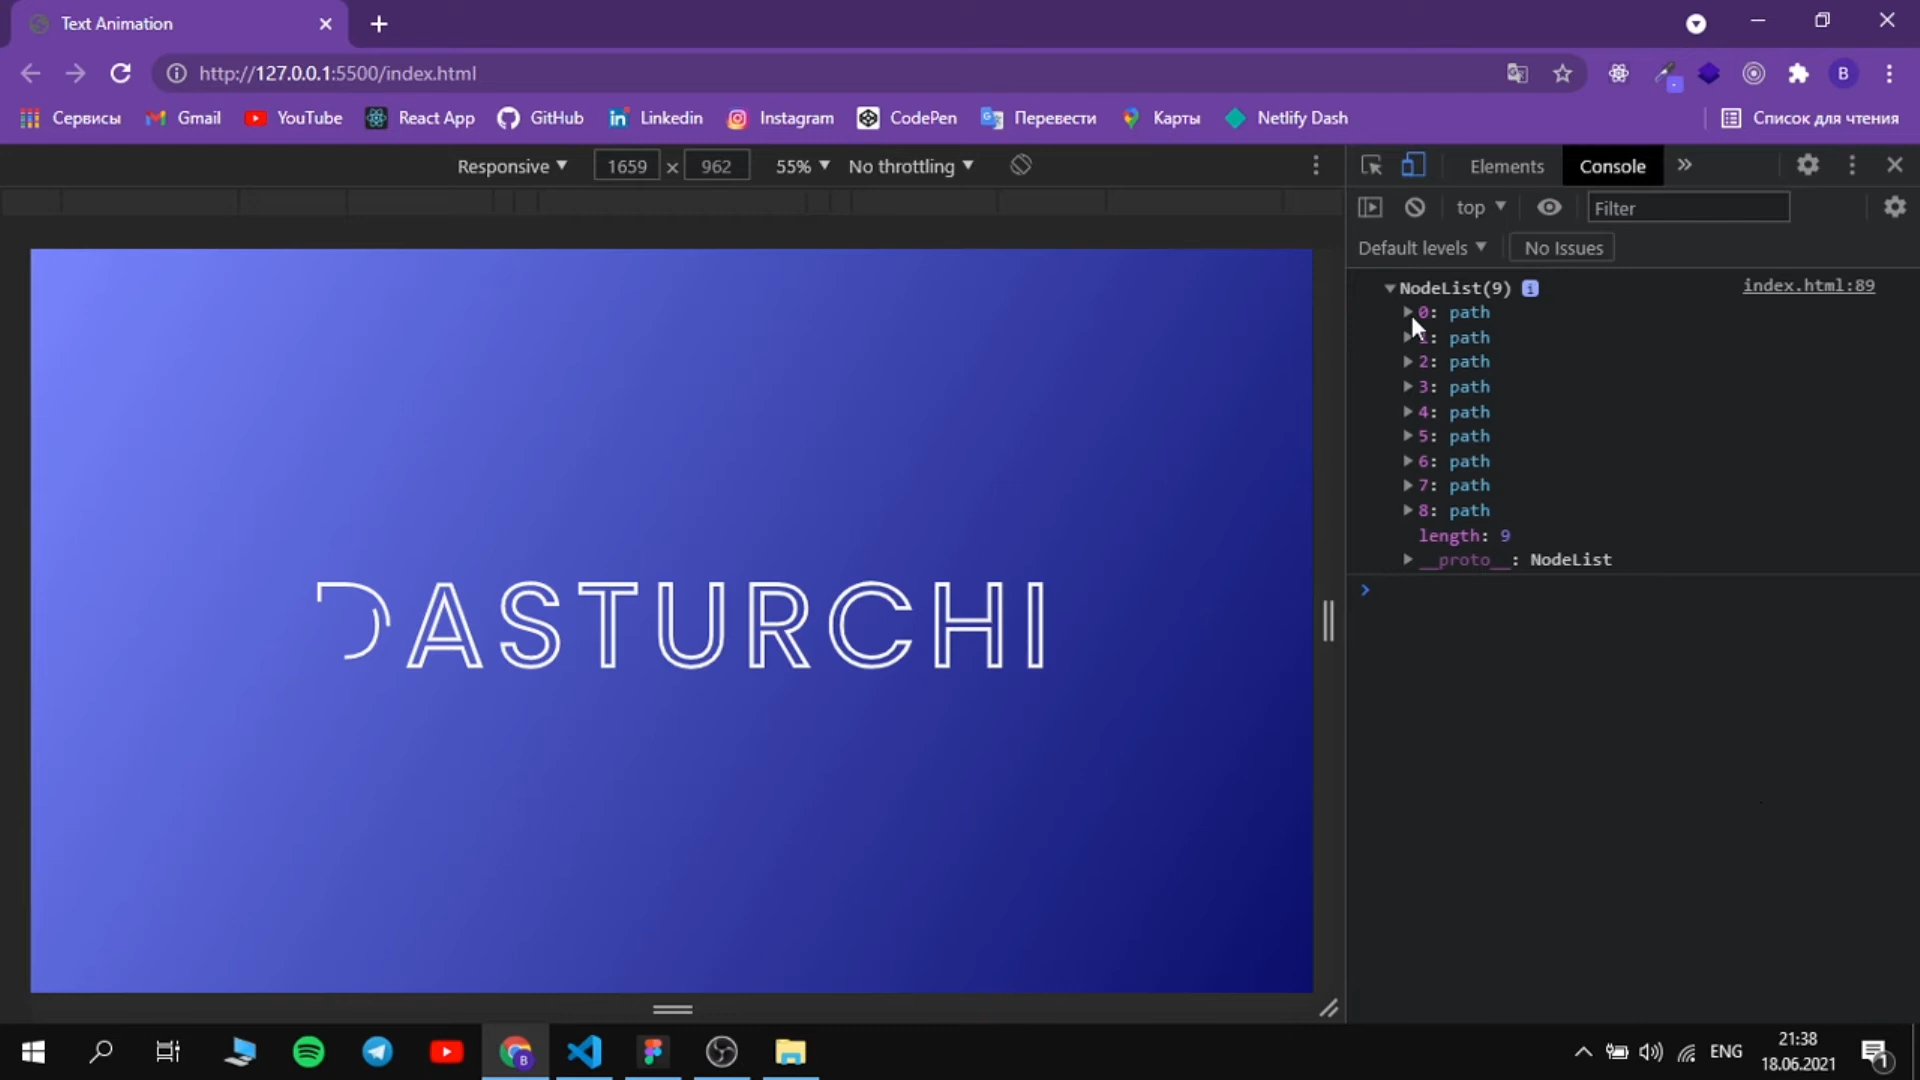 Text Animation
http://127.0.0.1:5500/index.html
B
Сервисы Gmail YouTube React App GitHub Linkedin Instagram CodePen Перевести Карты Netlify Dash Список для чтения
Responsive 1659 x 962 55% No throttling
Elements Console
top Filter
Default levels No Issues
NodeList(9) i index.html:89
0: path
1: path
2: path
3: path
4: path
5: path
6: path
7: path
8: path
length: 9
__proto__: NodeList
DASTURCHI
ENG
21:38
18.06.2021
1